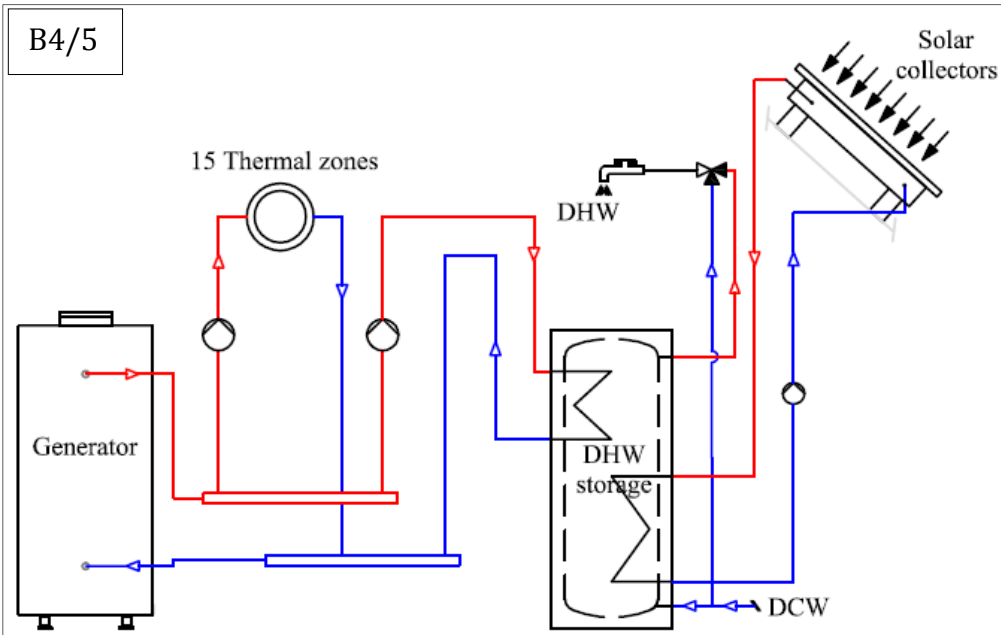 B4/5
Solar
collectors
15 Thermal zones
DHW
Generator
DHW
storage
DCW